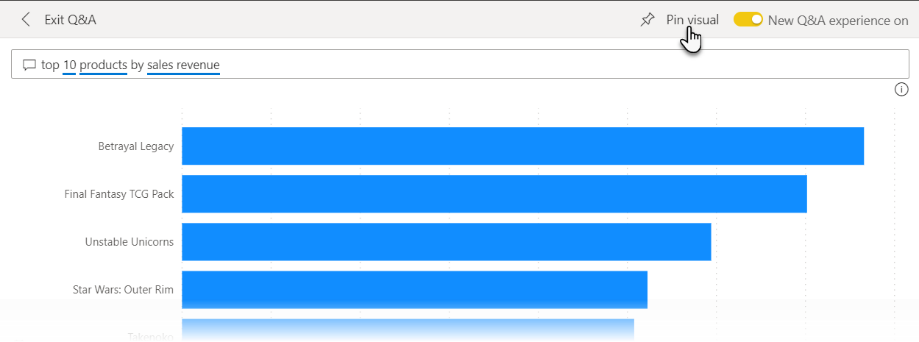 Exit Q&A
Pin visual
New Q&A experience on
top 10 products by sales revenue
Betrayal Legacy
Final Fantasy TCG Pack
Unstable Unicorns
Star Wars: Outer Rim
Takenoko